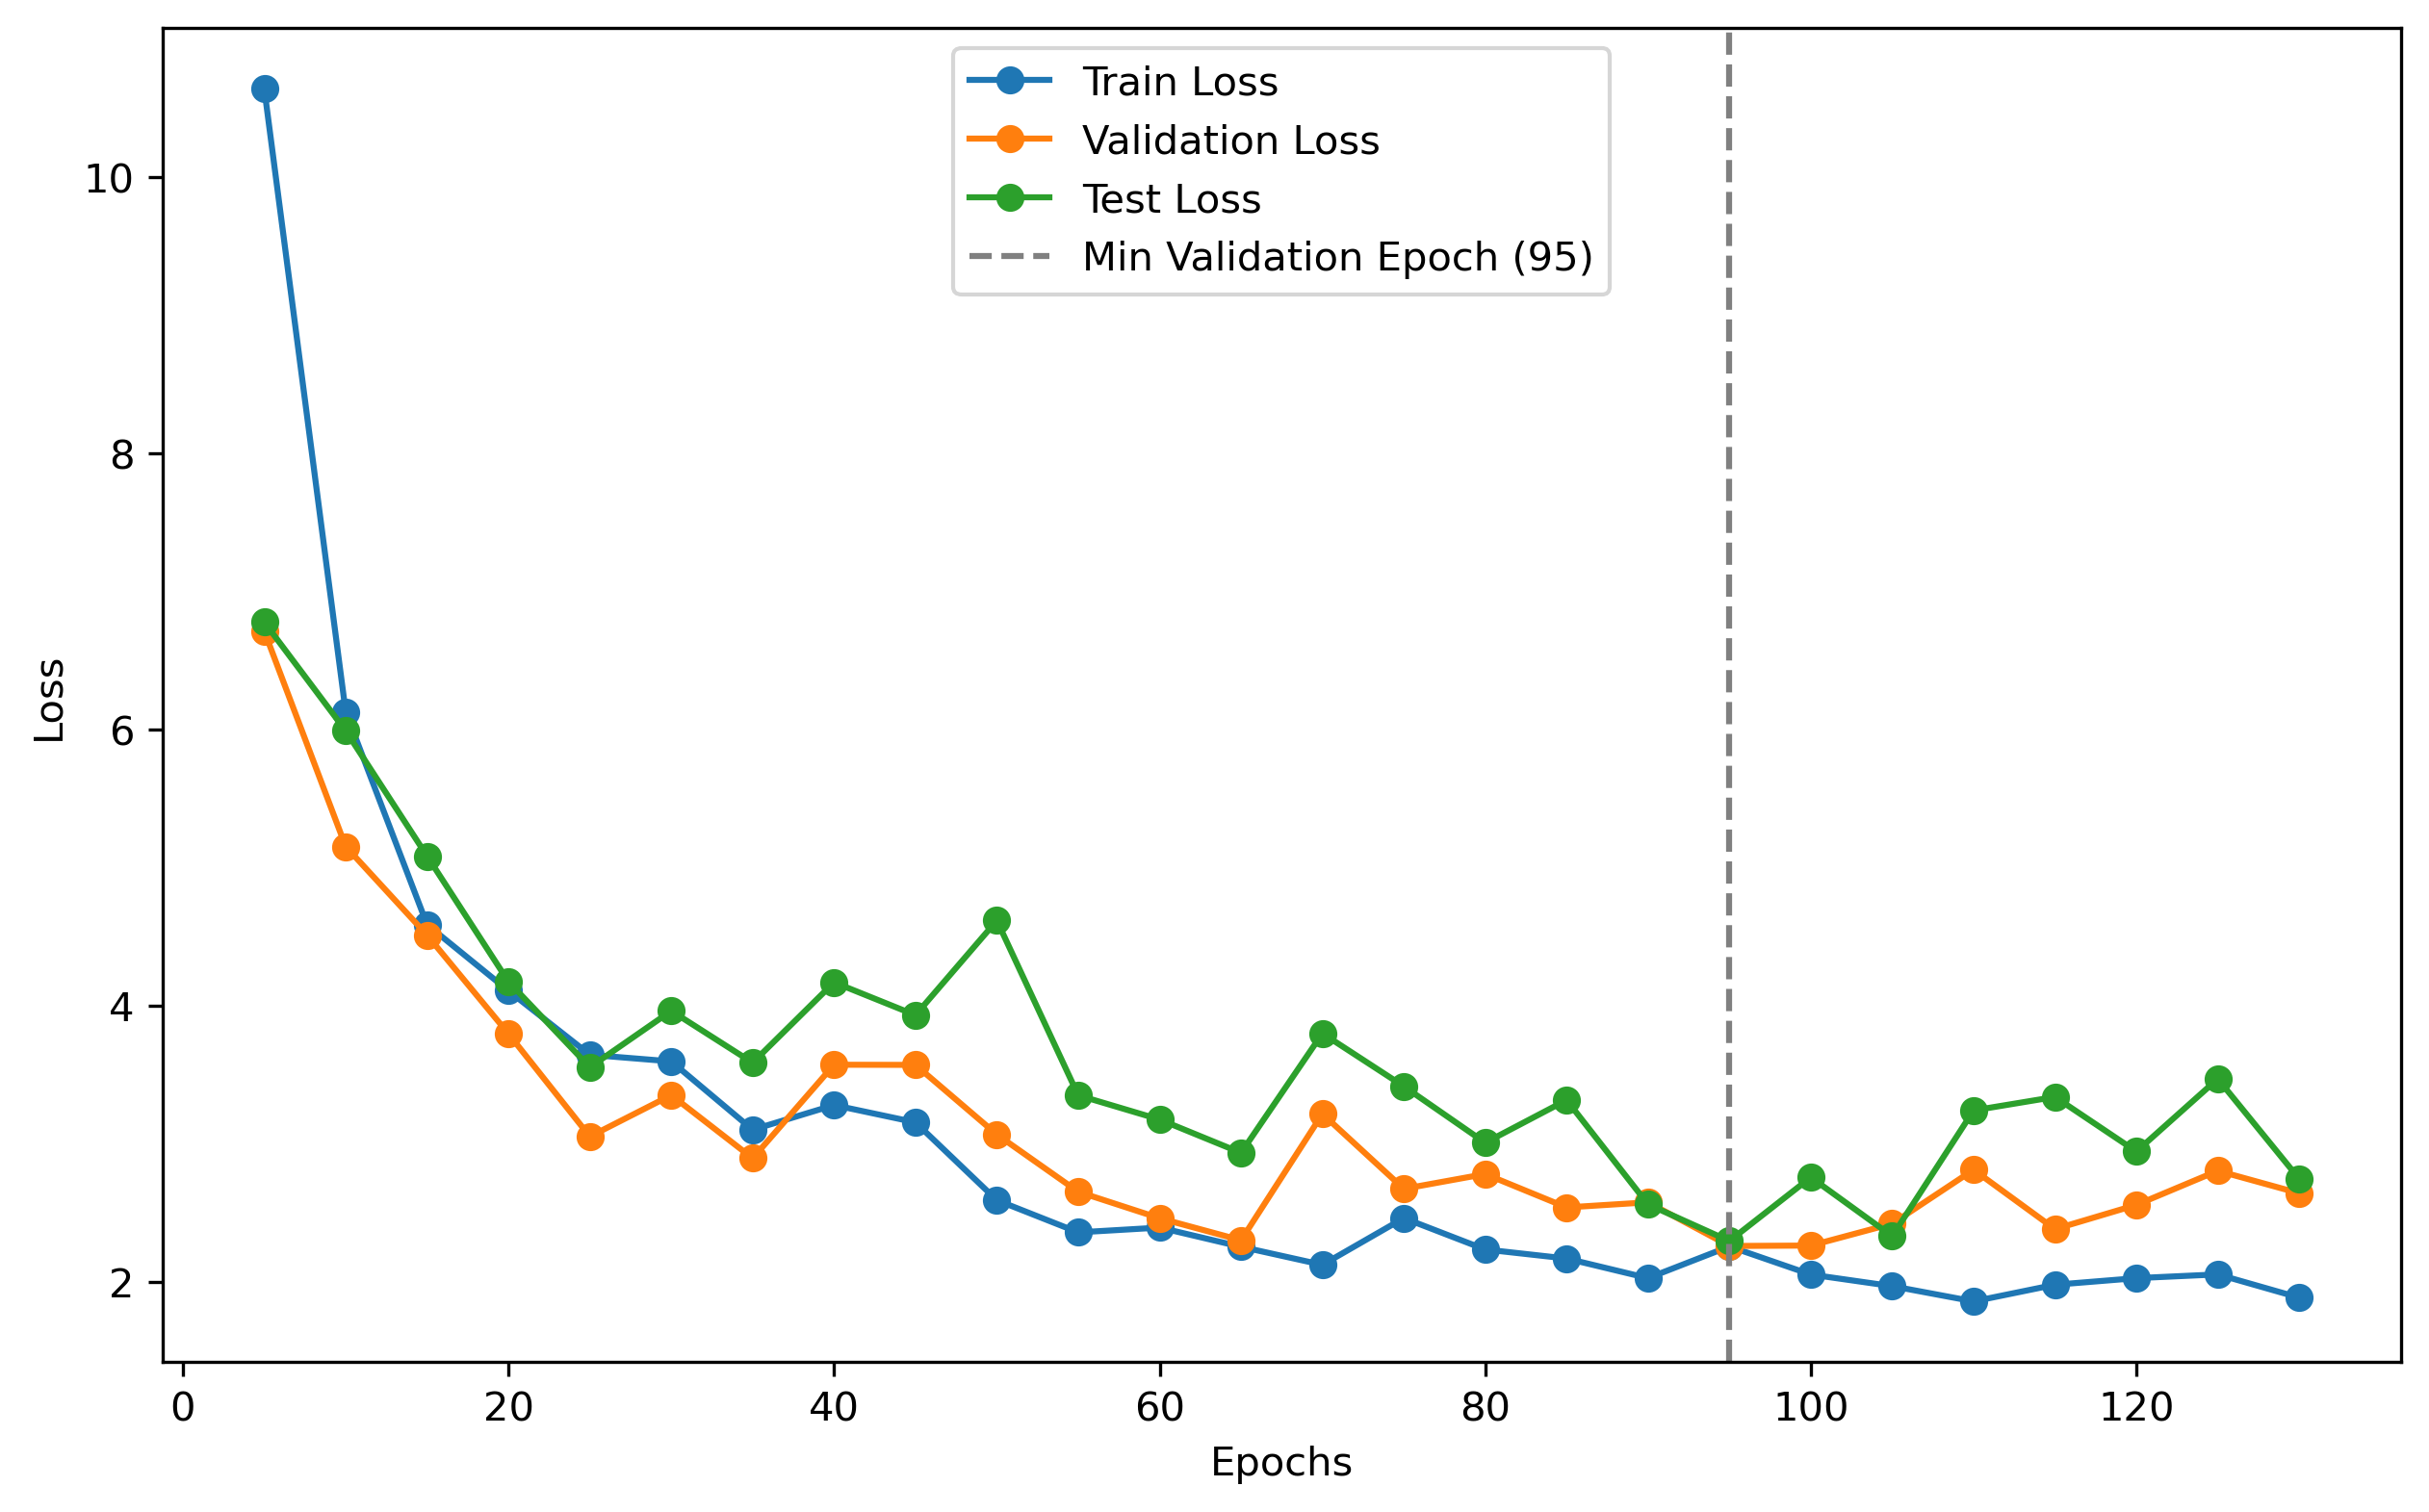 Train Loss
Validation Loss
Test Loss
Min Validation Epoch (95)
10
8
6
4
2
Loss
0 20 40 60 80 100 120
Epochs